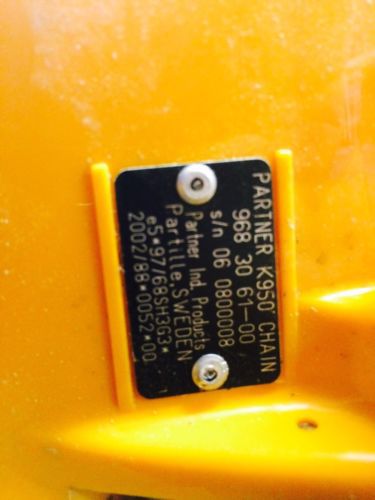 PARTNER K950 CHAIN
968 30 61-00
s/n 06 0800008
Partner Ind. Products
Partille, SWEDEN
e5*97/68SH3G3*
2002/88*0052*00